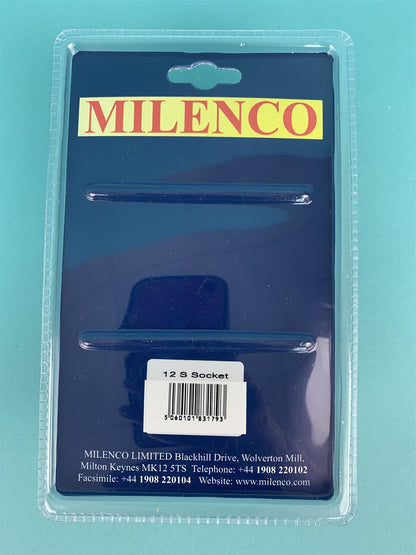 MILENCO
12 S Socket
5 060101 831793
MILENCO LIMITED Blackhill Drive, Wolverton Mill,
Milton Keynes MK12 5TS Telephone: +44 1908 220102
Facsimile: +44 1908 220104 Website: www.milenco.com